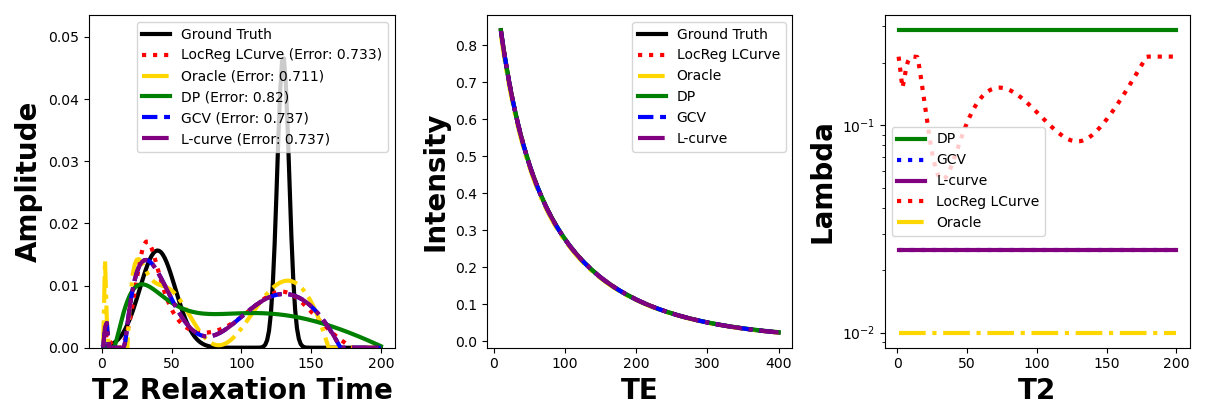 0.05
0.04
0.03
0.02
0.01
0.00
0
50
100
150
200
Amplitude
T2 Relaxation Time
Ground Truth
LocReg LCurve (Error: 0.733)
Oracle (Error: 0.711)
DP (Error: 0.82)
GCV (Error: 0.737)
L-curve (Error: 0.737)
0.8
0.7
0.6
0.5
0.4
0.3
0.2
0.1
0.0
0
100
200
300
400
Intensity
TE
Ground Truth
LocReg LCurve
Oracle
DP
GCV
L-curve
10⁻¹
10⁻²
0
50
100
150
200
Lambda
T2
DP
GCV
L-curve
LocReg LCurve
Oracle